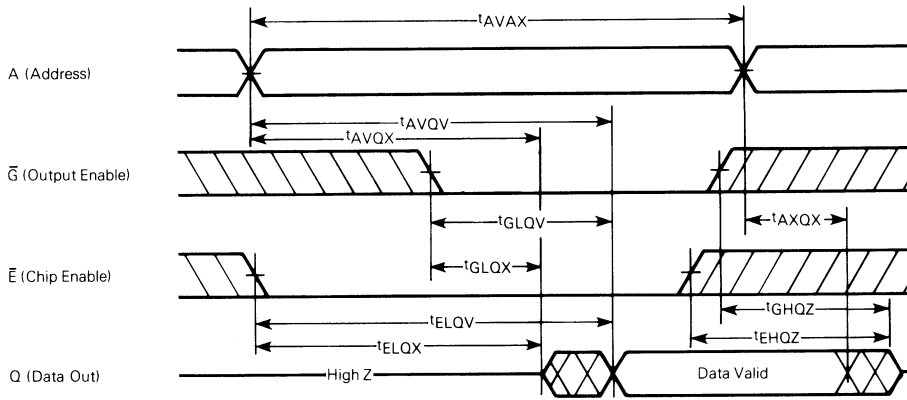 tAVAX
A (Address)
tAVQV
tAVQX
G̅ (Output Enable)
tAXQX
tGLQV
tGLQX
E̅ (Chip Enable)
tGHQZ
tELQV
tEHQZ
tELQX
Q (Data Out)
High Z
Data Valid